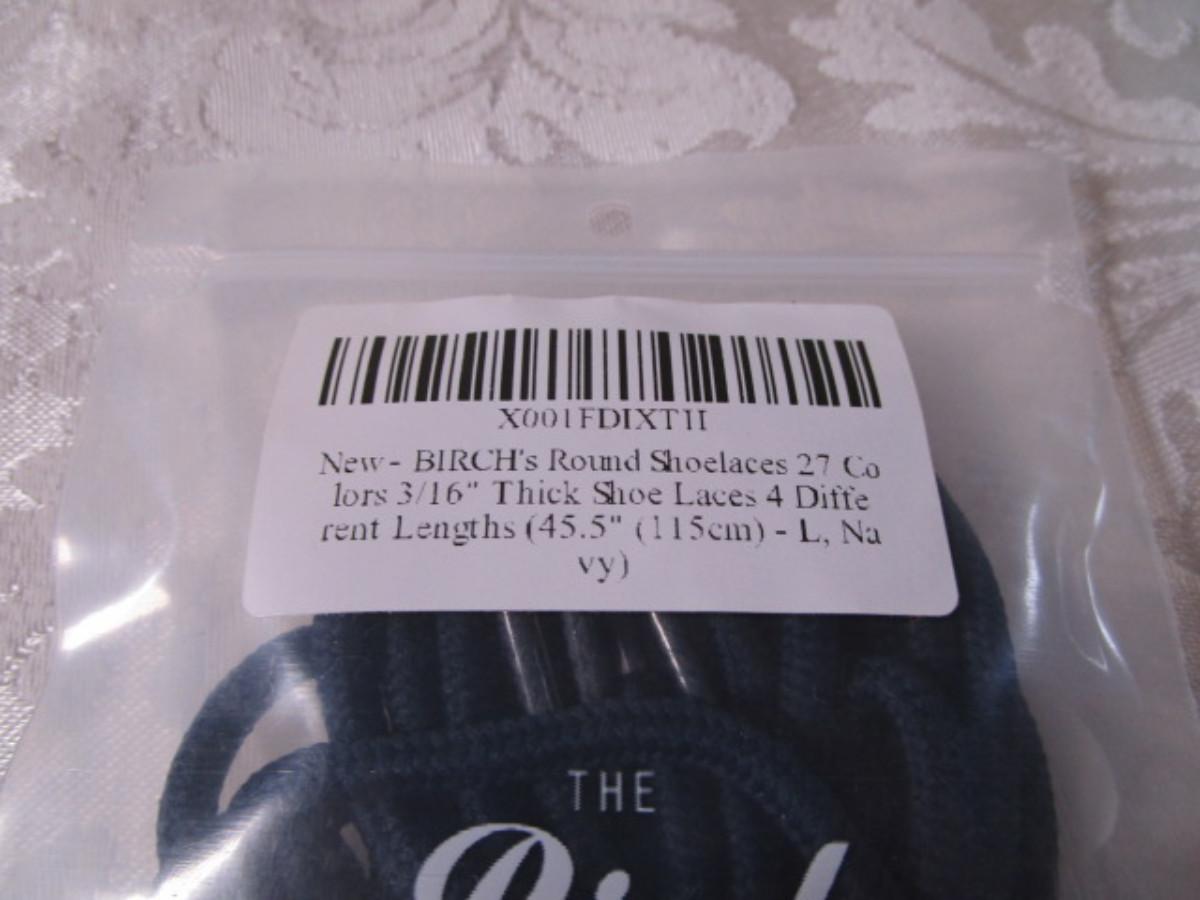 X001FDIXTH
New - BIRCH's Round Shoelaces 27 Co
lors 3/16" Thick Shoe Laces 4 Diffe
rent Lengths (45.5" (115cm) - L, Na
vy)
THE